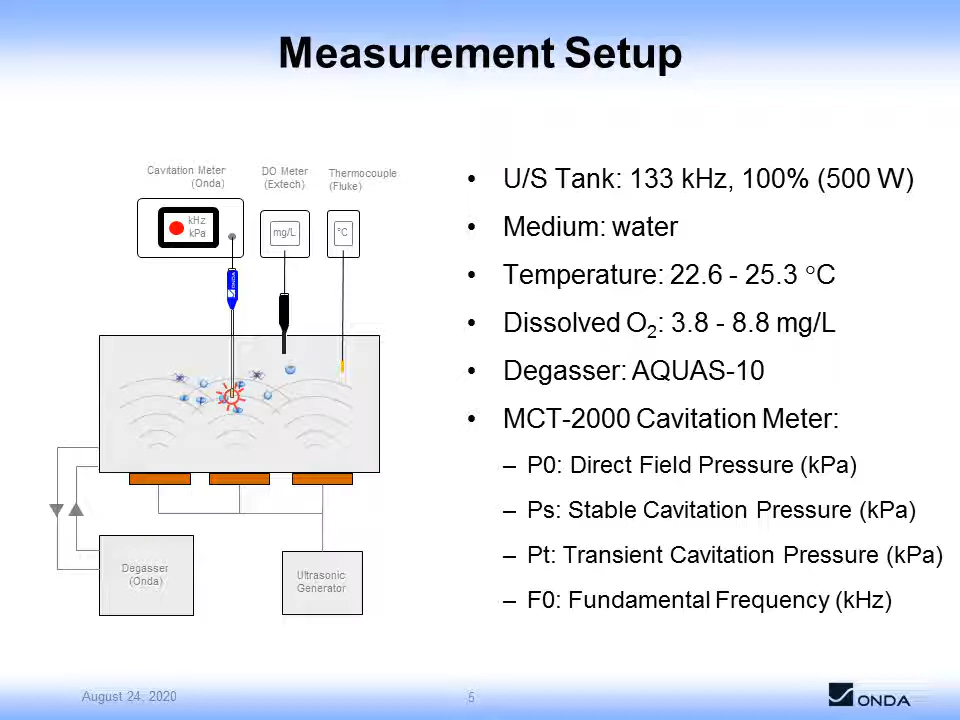 Measurement Setup
Cavitation Meter
(Onda)
DO Meter
(Extech)
Thermocouple
(Fluke)
kHz
kPa
mg/L
°C
ONDA
Degasser
(Onda)
Ultrasonic
Generator
• U/S Tank: 133 kHz, 100% (500 W)
• Medium: water
• Temperature: 22.6 - 25.3 °C
• Dissolved O₂: 3.8 - 8.8 mg/L
• Degasser: AQUAS-10
• MCT-2000 Cavitation Meter:
– P0: Direct Field Pressure (kPa)
– Ps: Stable Cavitation Pressure (kPa)
– Pt: Transient Cavitation Pressure (kPa)
– F0: Fundamental Frequency (kHz)
August 24, 2020
5
ONDA